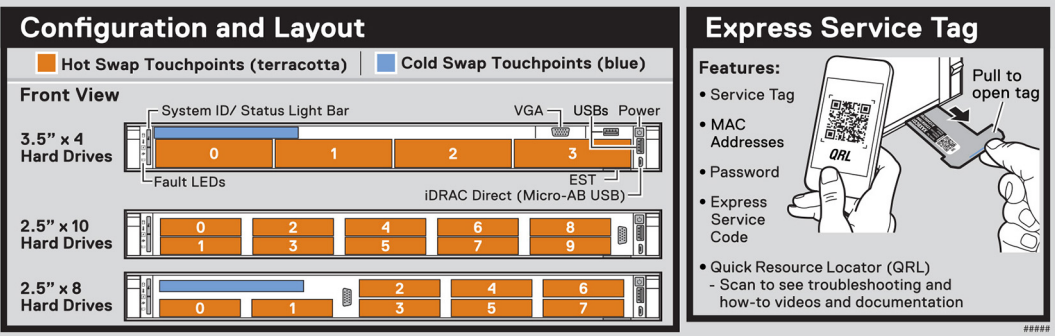 Configuration and Layout
Hot Swap Touchpoints (terracotta)
Cold Swap Touchpoints (blue)
Front View
System ID/ Status Light Bar
VGA
USBs
Power
3.5” x 4
Hard Drives
0
1
2
3
Fault LEDs
EST
iDRAC Direct (Micro-AB USB)
2.5” x 10
Hard Drives
0 2 4 6 8
1 3 5 7 9
2.5” x 8
Hard Drives
2 4 6
0 1 3 5 7
Express Service Tag
Features:
• Service Tag
• MAC
Addresses
• Password
• Express
Service
Code
• Quick Resource Locator (QRL)
- Scan to see troubleshooting and
how-to videos and documentation
Pull to
open tag
QRL
#####